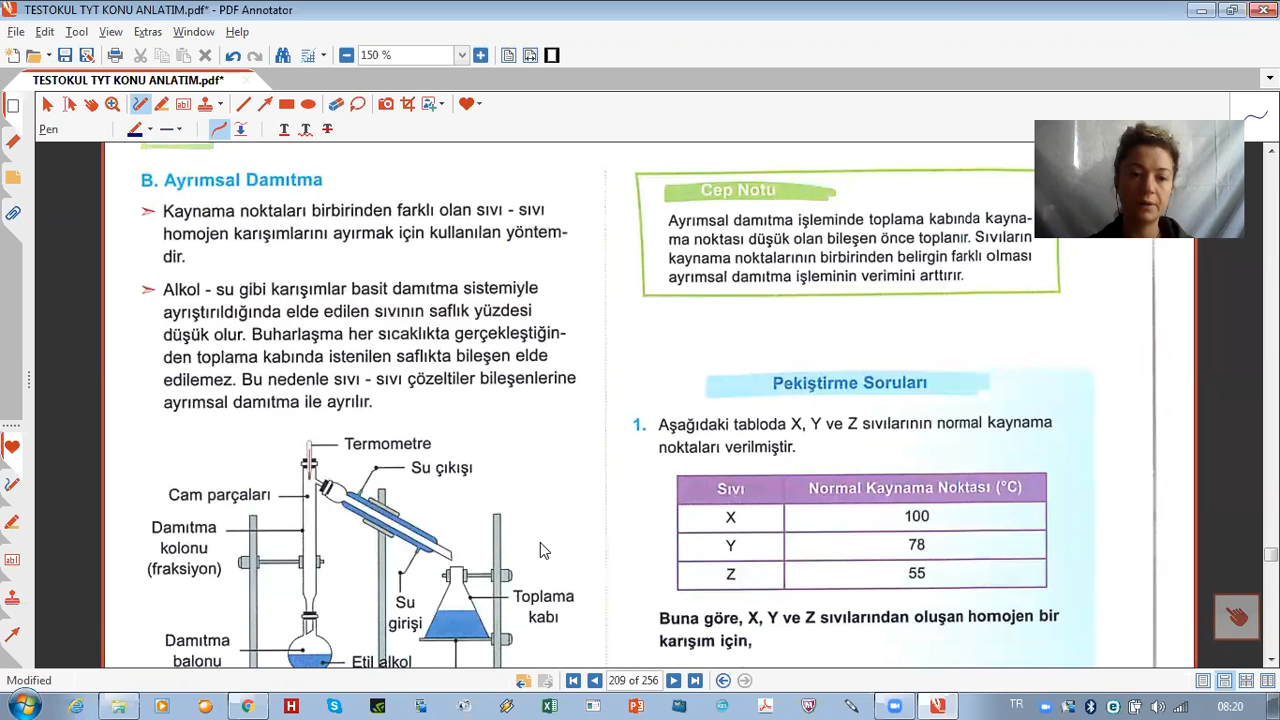 TESTOKUL TYT KONU ANLATIM.pdf* - PDF Annotator
File Edit Tool View Extras Window Help
150 %
TESTOKUL TYT KONU ANLATIM.pdf*
Pen
B. Ayrımsal Damıtma
Kaynama noktaları birbirinden farklı olan sıvı - sıvı
homojen karışımlarını ayırmak için kullanılan yöntem-
dir.
Alkol - su gibi karışımlar basit damıtma sistemiyle
ayrıştırıldığında elde edilen sıvının saflık yüzdesi
düşük olur. Buharlaşma her sıcaklıkta gerçekleştiğin-
den toplama kabında istenilen saflıkta bileşen elde
edilemez. Bu nedenle sıvı - sıvı çözeltiler bileşenlerine
ayrımsal damıtma ile ayrılır.
Termometre
Su çıkışı
Cam parçaları
Damıtma
kolonu
(fraksiyon)
Su
girişi
Toplama
kabı
Damıtma
balonu
Etil alkol
Cep Notu
Ayrımsal damıtma işleminde toplama kabında kayna-
ma noktası düşük olan bileşen önce toplanır. Sıvıların
kaynama noktalarının birbirinden belirgin farklı olması
ayrımsal damıtma işleminin verimini arttırır.
Pekiştirme Soruları
1. Aşağıdaki tabloda X, Y ve Z sıvılarının normal kaynama
noktaları verilmiştir.
Sıvı Normal Kaynama Noktası (°C)
X 100
Y 78
Z 55
Buna göre, X, Y ve Z sıvılarından oluşan homojen bir
karışım için,
Modified
209 of 256
TR
08:20